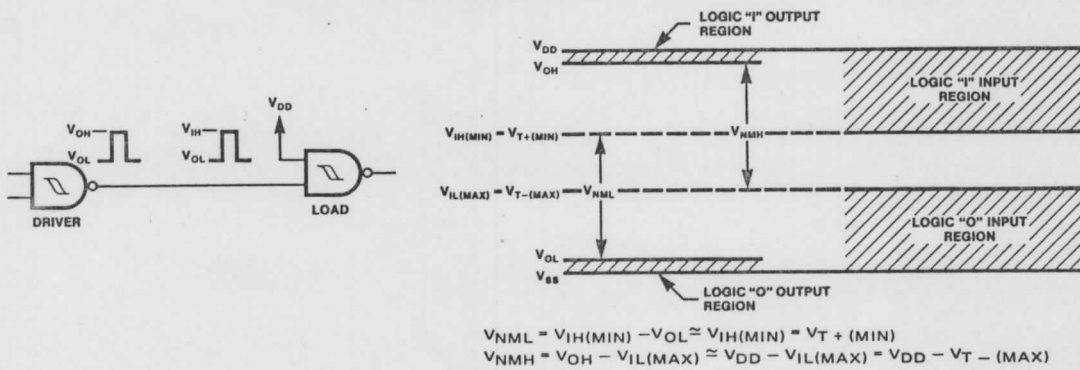 VOH
VOL
DRIVER
VIH
VOL
VDD
LOAD
LOGIC "I" OUTPUT
REGION
VDD
VOH
LOGIC "I" INPUT
REGION
VIH(MIN) = VT+(MIN)
VNMH
VIL(MAX) = VT–(MAX)
VNML
LOGIC "O" INPUT
REGION
VOL
VSS
LOGIC "O" OUTPUT
REGION
VNML = VIH(MIN) – VOL ≃ VIH(MIN) = VT + (MIN)
VNMH = VOH – VIL(MAX) ≃ VDD – VIL(MAX) = VDD – VT – (MAX)